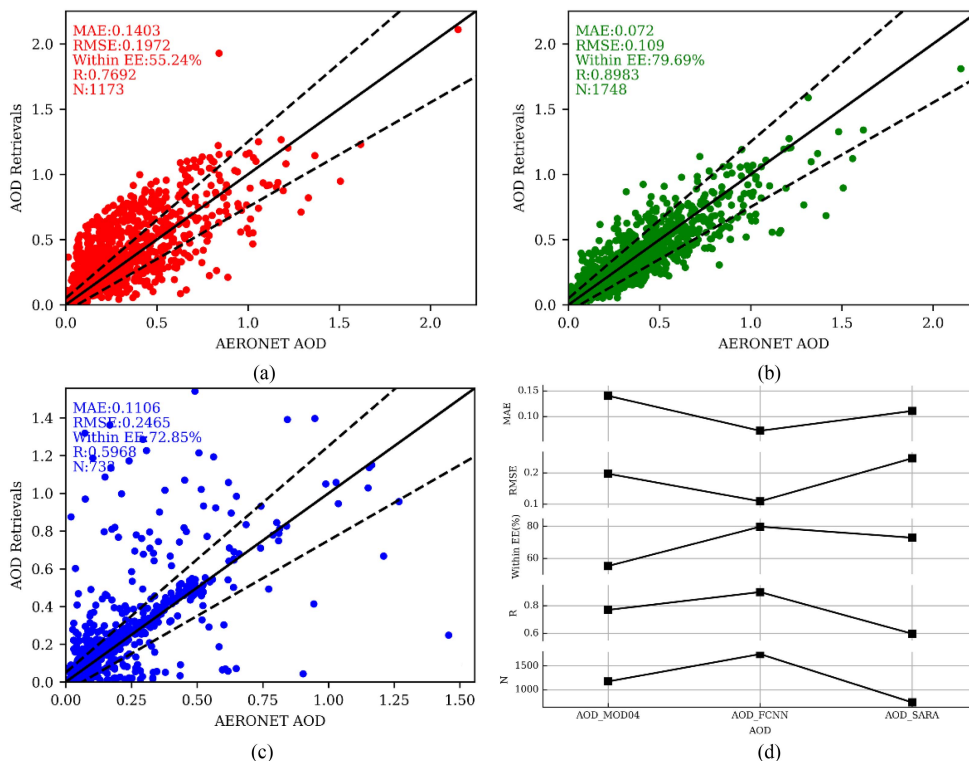 MAE:0.1403
RMSE:0.1972
Within EE:55.24%
R:0.7692
N:1173
2.0
1.5
1.0
0.5
0.0
AOD Retrievals
0.0 0.5 1.0 1.5 2.0
AERONET AOD
(a)
MAE:0.072
RMSE:0.109
Within EE:79.69%
R:0.8983
N:1748
2.0
1.5
1.0
0.5
0.0
AOD Retrievals
0.0 0.5 1.0 1.5 2.0
AERONET AOD
(b)
MAE:0.1106
RMSE:0.2465
Within EE:72.85%
R:0.5968
1.4
1.2
1.0
0.8
0.6
0.4
0.2
0.0
AOD Retrievals
0.00 0.25 0.50 0.75 1.00 1.25 1.50
AERONET AOD
(c)
0.15
0.10
MAE
0.2
0.1
RMSE
80
60
Within EE(%)
0.8
0.6
R
1500
1000
N
AOD_MOD04 AOD_FCNN AOD_SARA
AOD
(d)